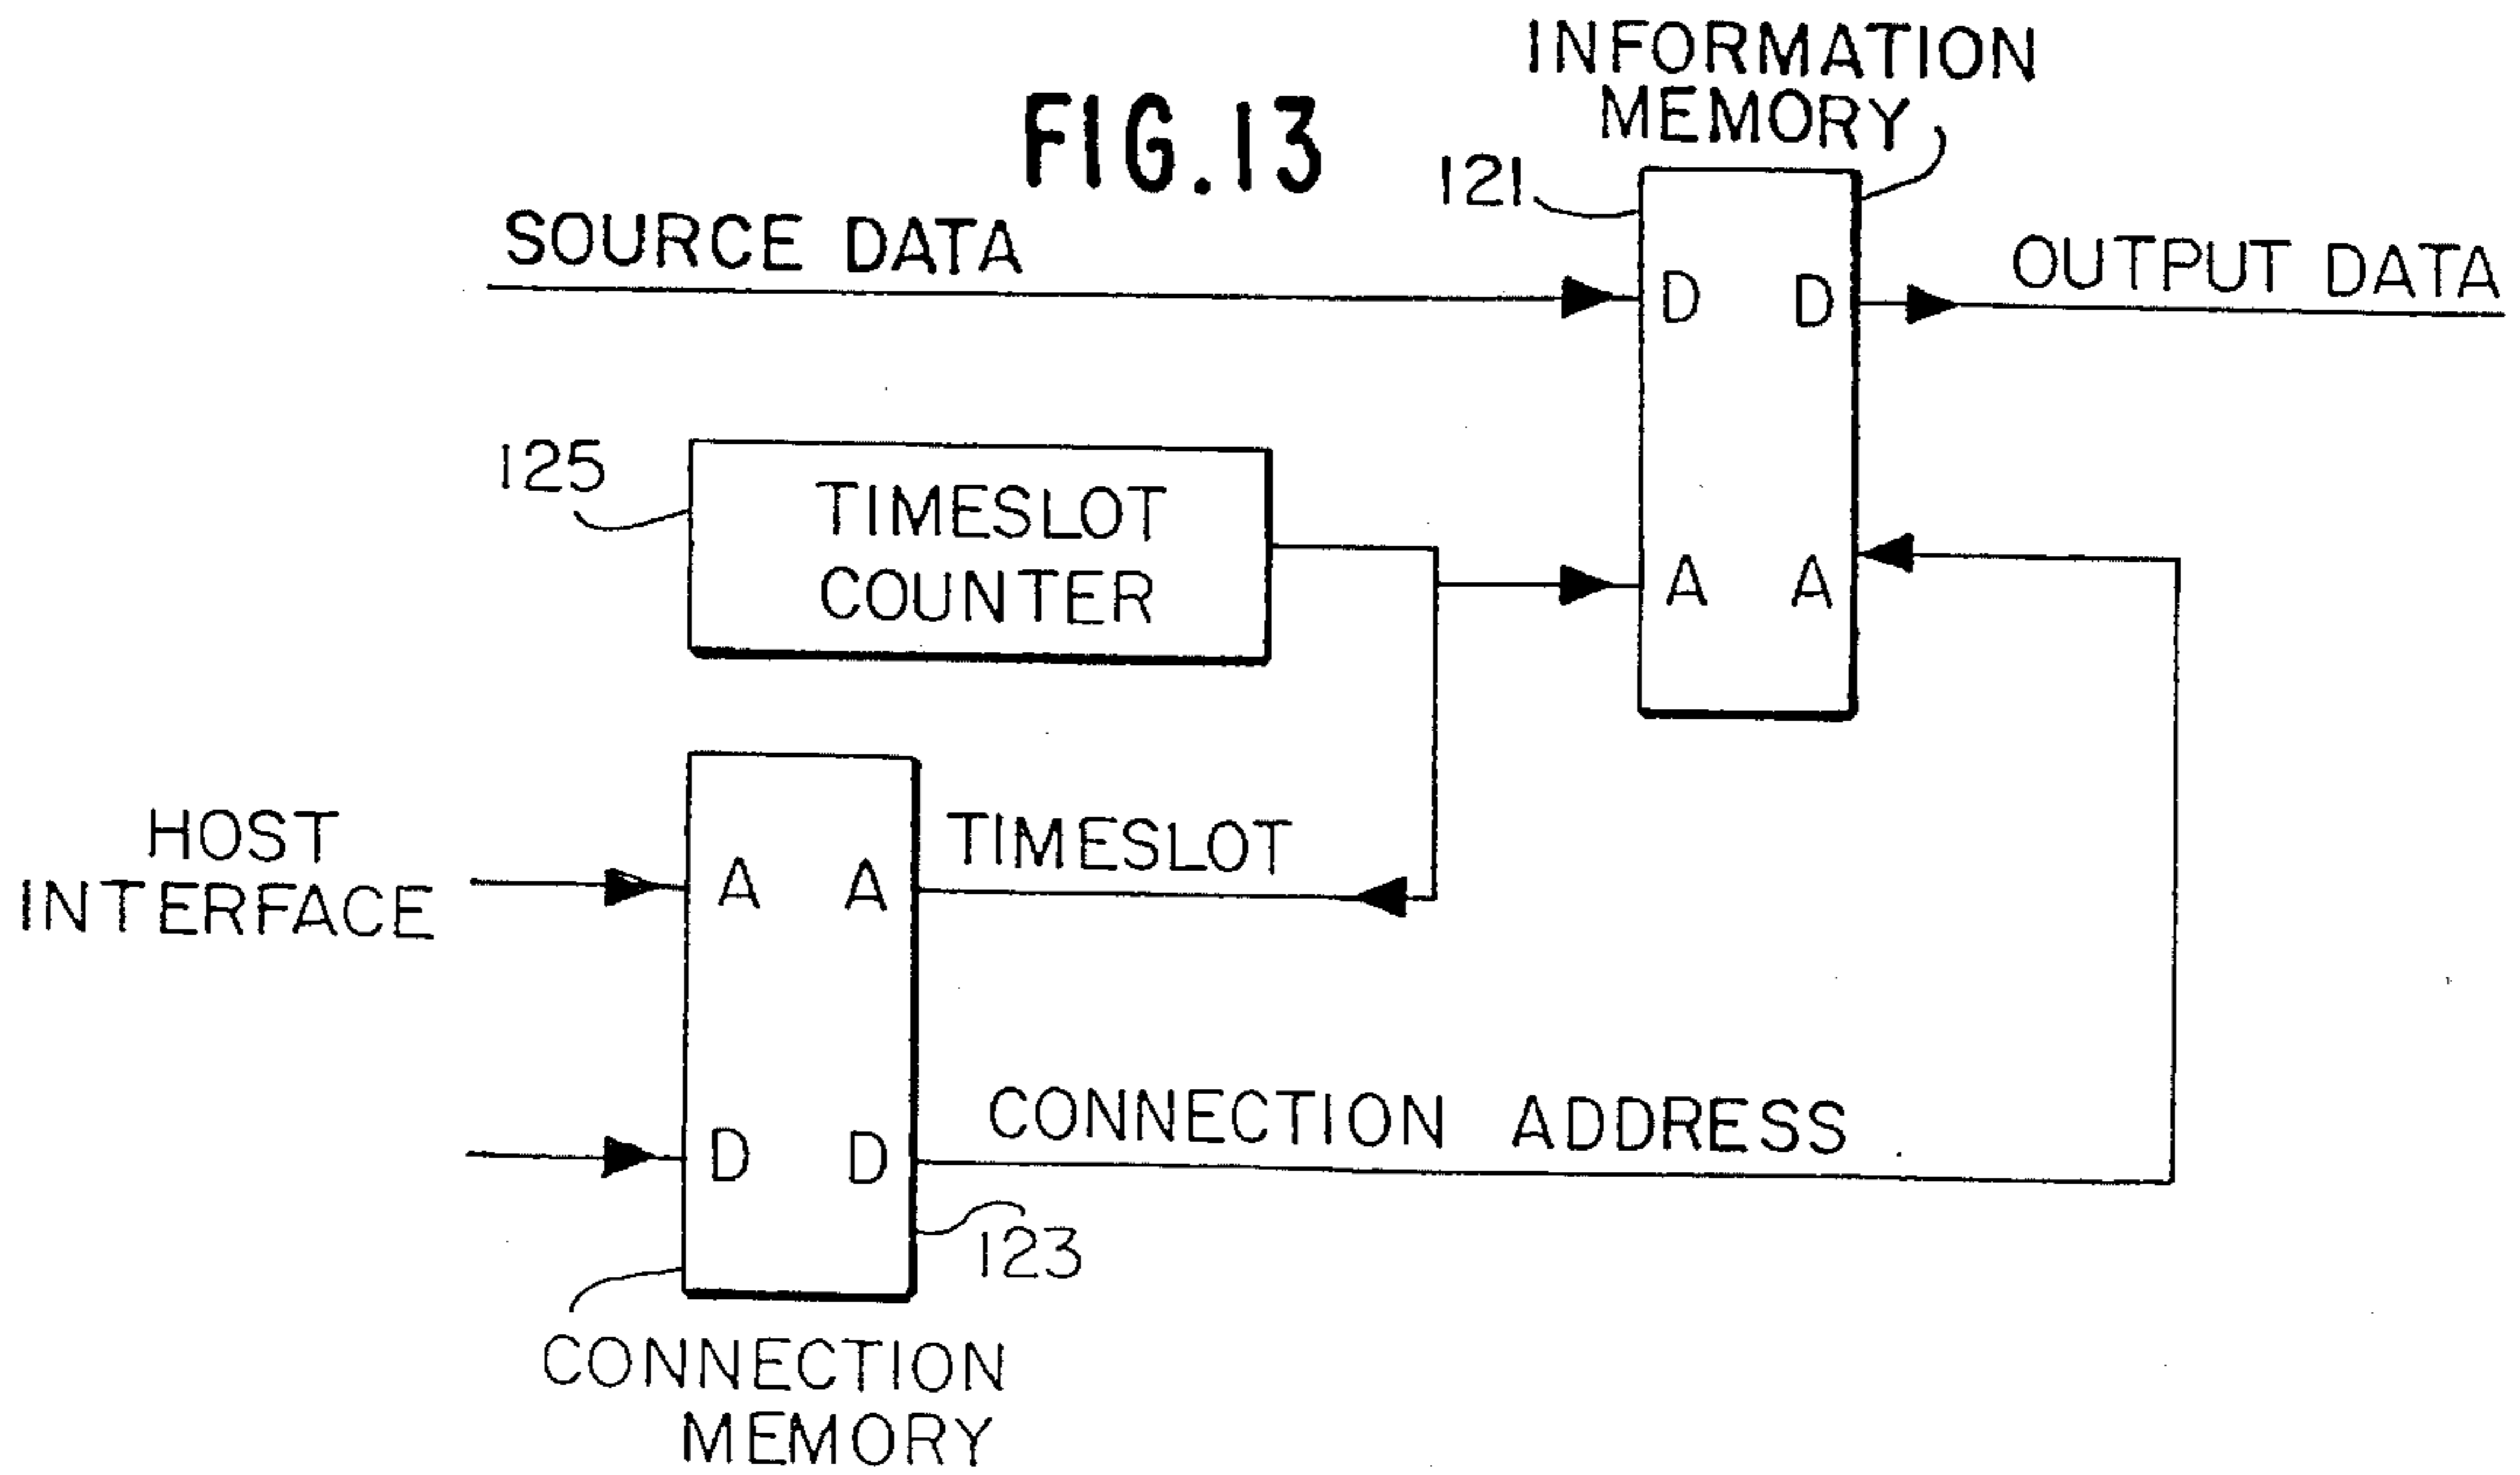 INFORMATION
MEMORY
FIG.13
121
SOURCE DATA
D D
OUTPUT DATA
125
TIMESLOT
COUNTER
A A
HOST
INTERFACE
A A
TIMESLOT
D D
CONNECTION ADDRESS
123
CONNECTION
MEMORY